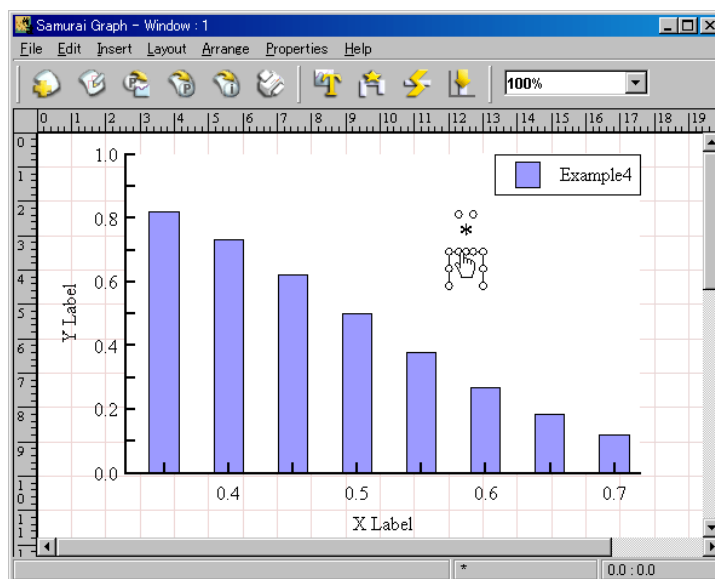 Samurai Graph - Window : 1
File Edit Insert Layout Arrange Properties Help
T 100%
0 1 2 3 4 5 6 7 8 9 10 11 12 13 14 15 16 17 18 19
0
1
2
3
4
5
6
7
8
9
10
11
1.0
0.8
0.6
0.4
0.2
0.0
Y Label
Example4
*
0.4 0.5 0.6 0.7
X Label
* 0.0 : 0.0